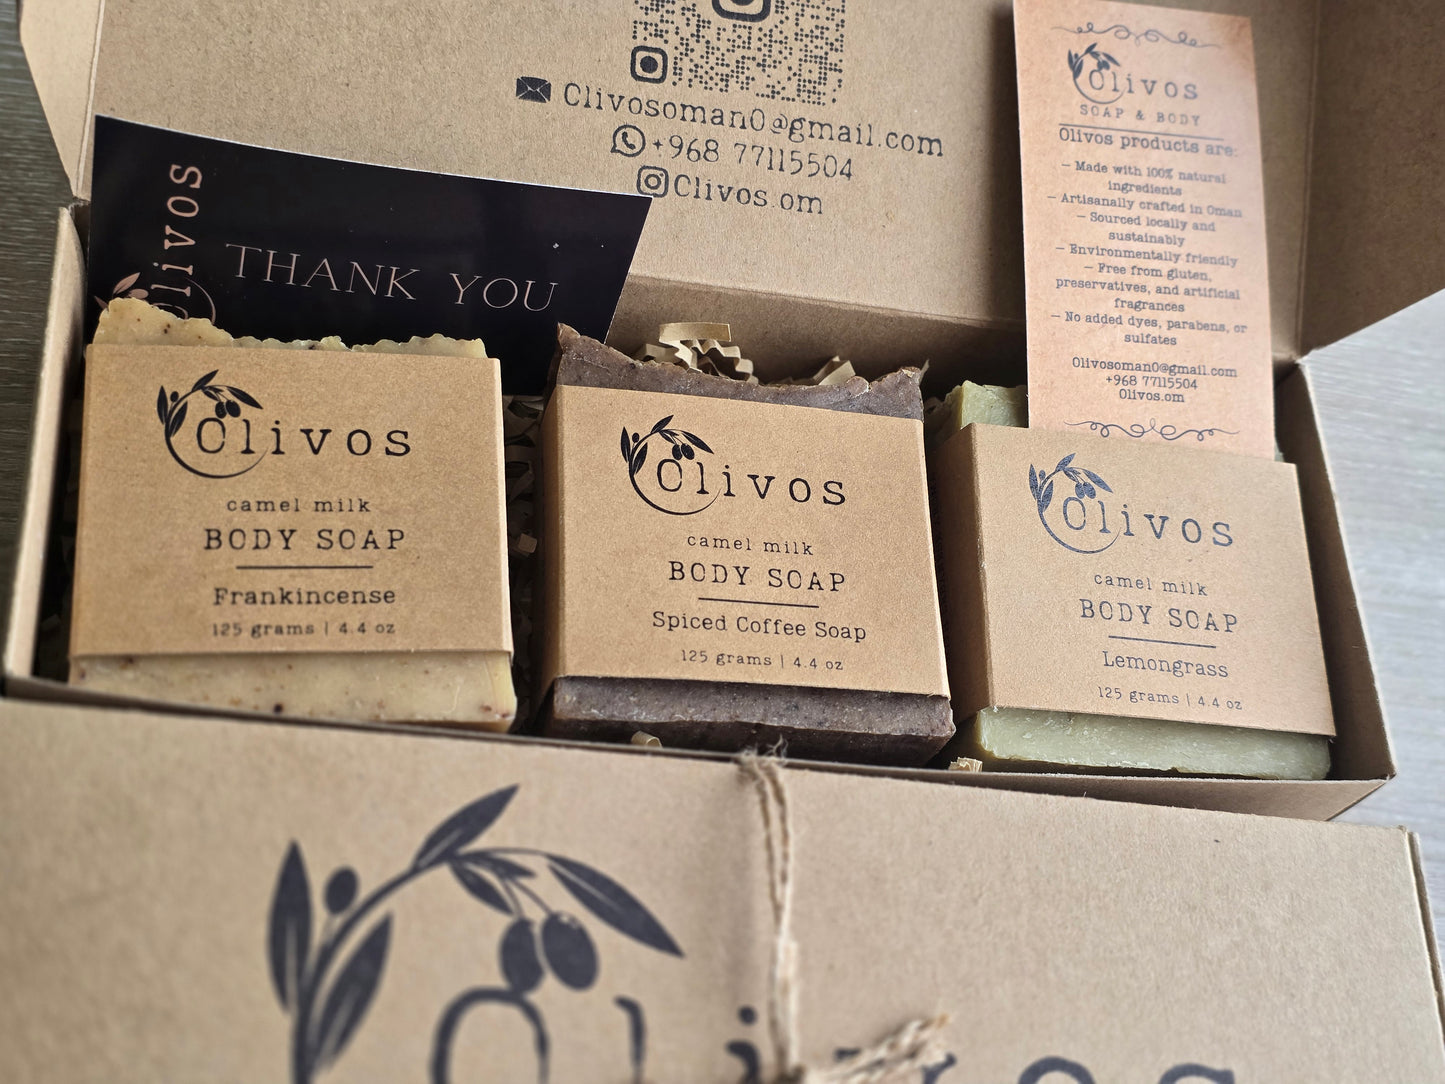 Olivosoman0@gmail.com
+968 77115504
Olivos.om
Olivos
THANK YOU
Olivos
SOAP & BODY
Olivos products are:
— Made with 100% natural
ingredients
— Artisanally crafted in Oman
— Sourced locally and
sustainably
— Environmentally friendly
— Free from gluten,
preservatives, and artificial
fragrances
— No added dyes, parabens, or
sulfates
Olivosoman0@gmail.com
+968 77115504
Olivos.om
Olivos
camel milk
BODY SOAP
Frankincense
125 grams | 4.4 oz
Olivos
camel milk
BODY SOAP
Spiced Coffee Soap
125 grams | 4.4 oz
Olivos
camel milk
BODY SOAP
Lemongrass
125 grams | 4.4 oz
Olivos